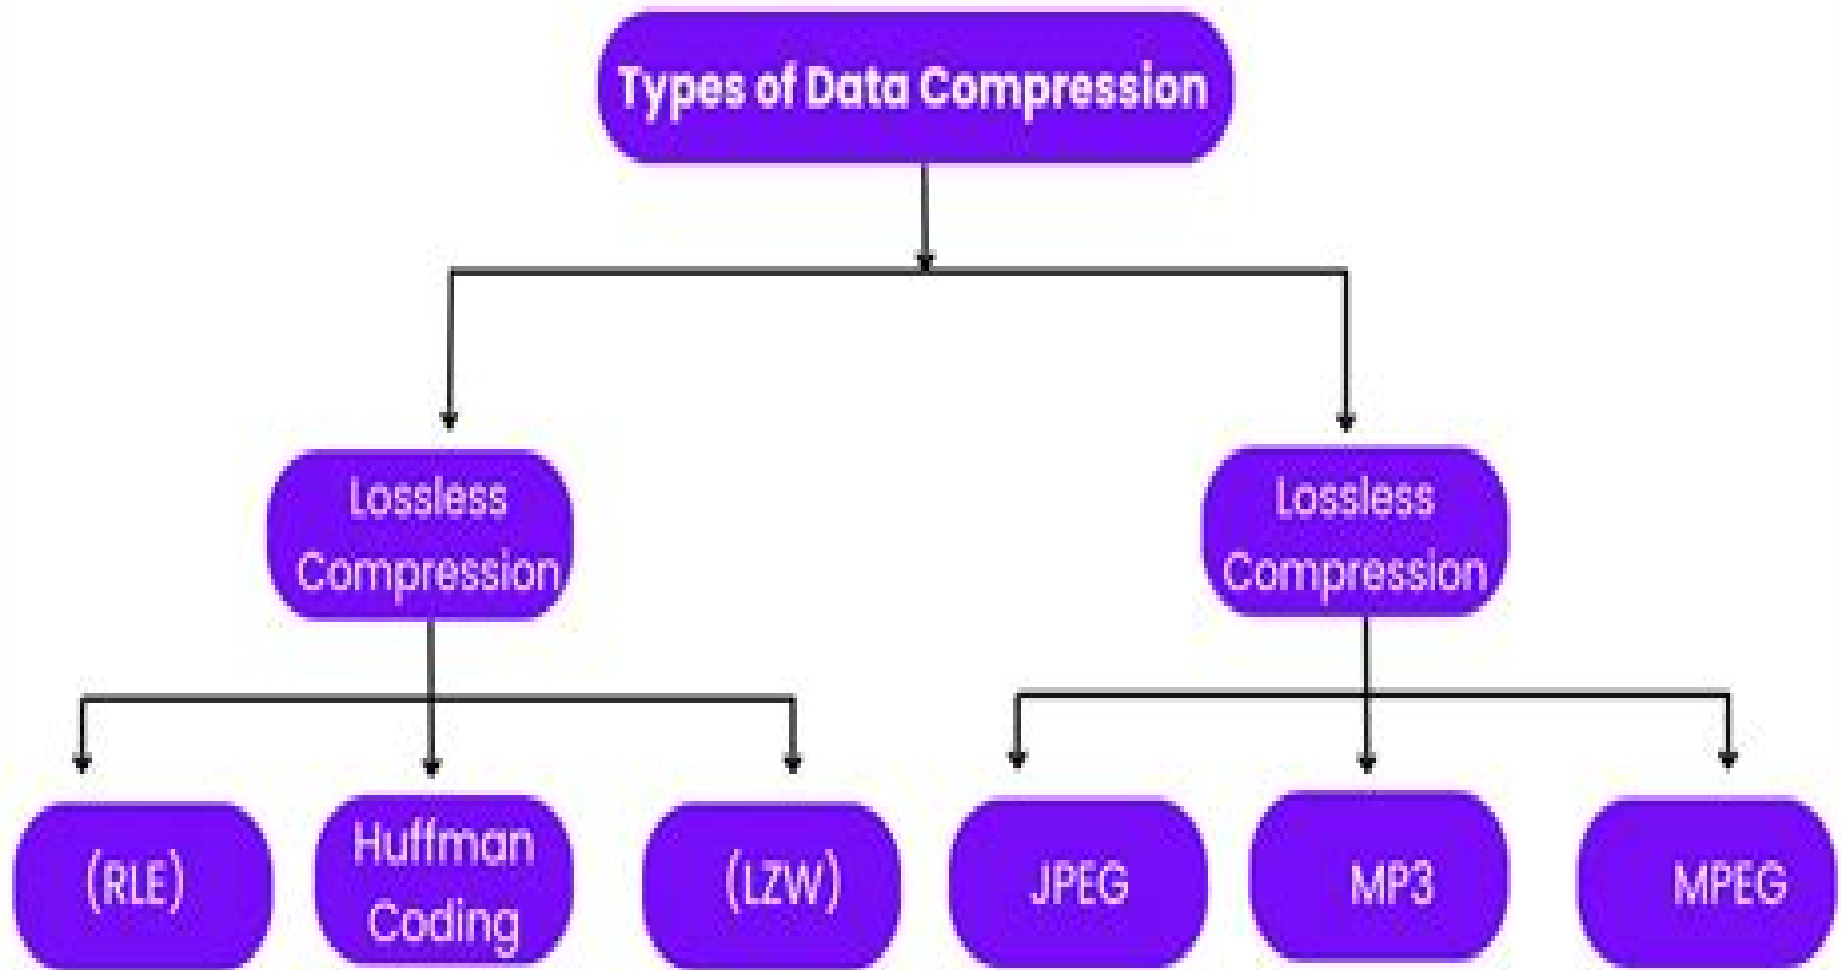 Types of Data Compression
Lossless
Compression
Lossless
Compression
(RLE)
Huffman
Coding
(LZW)
JPEG
MP3
MPEG